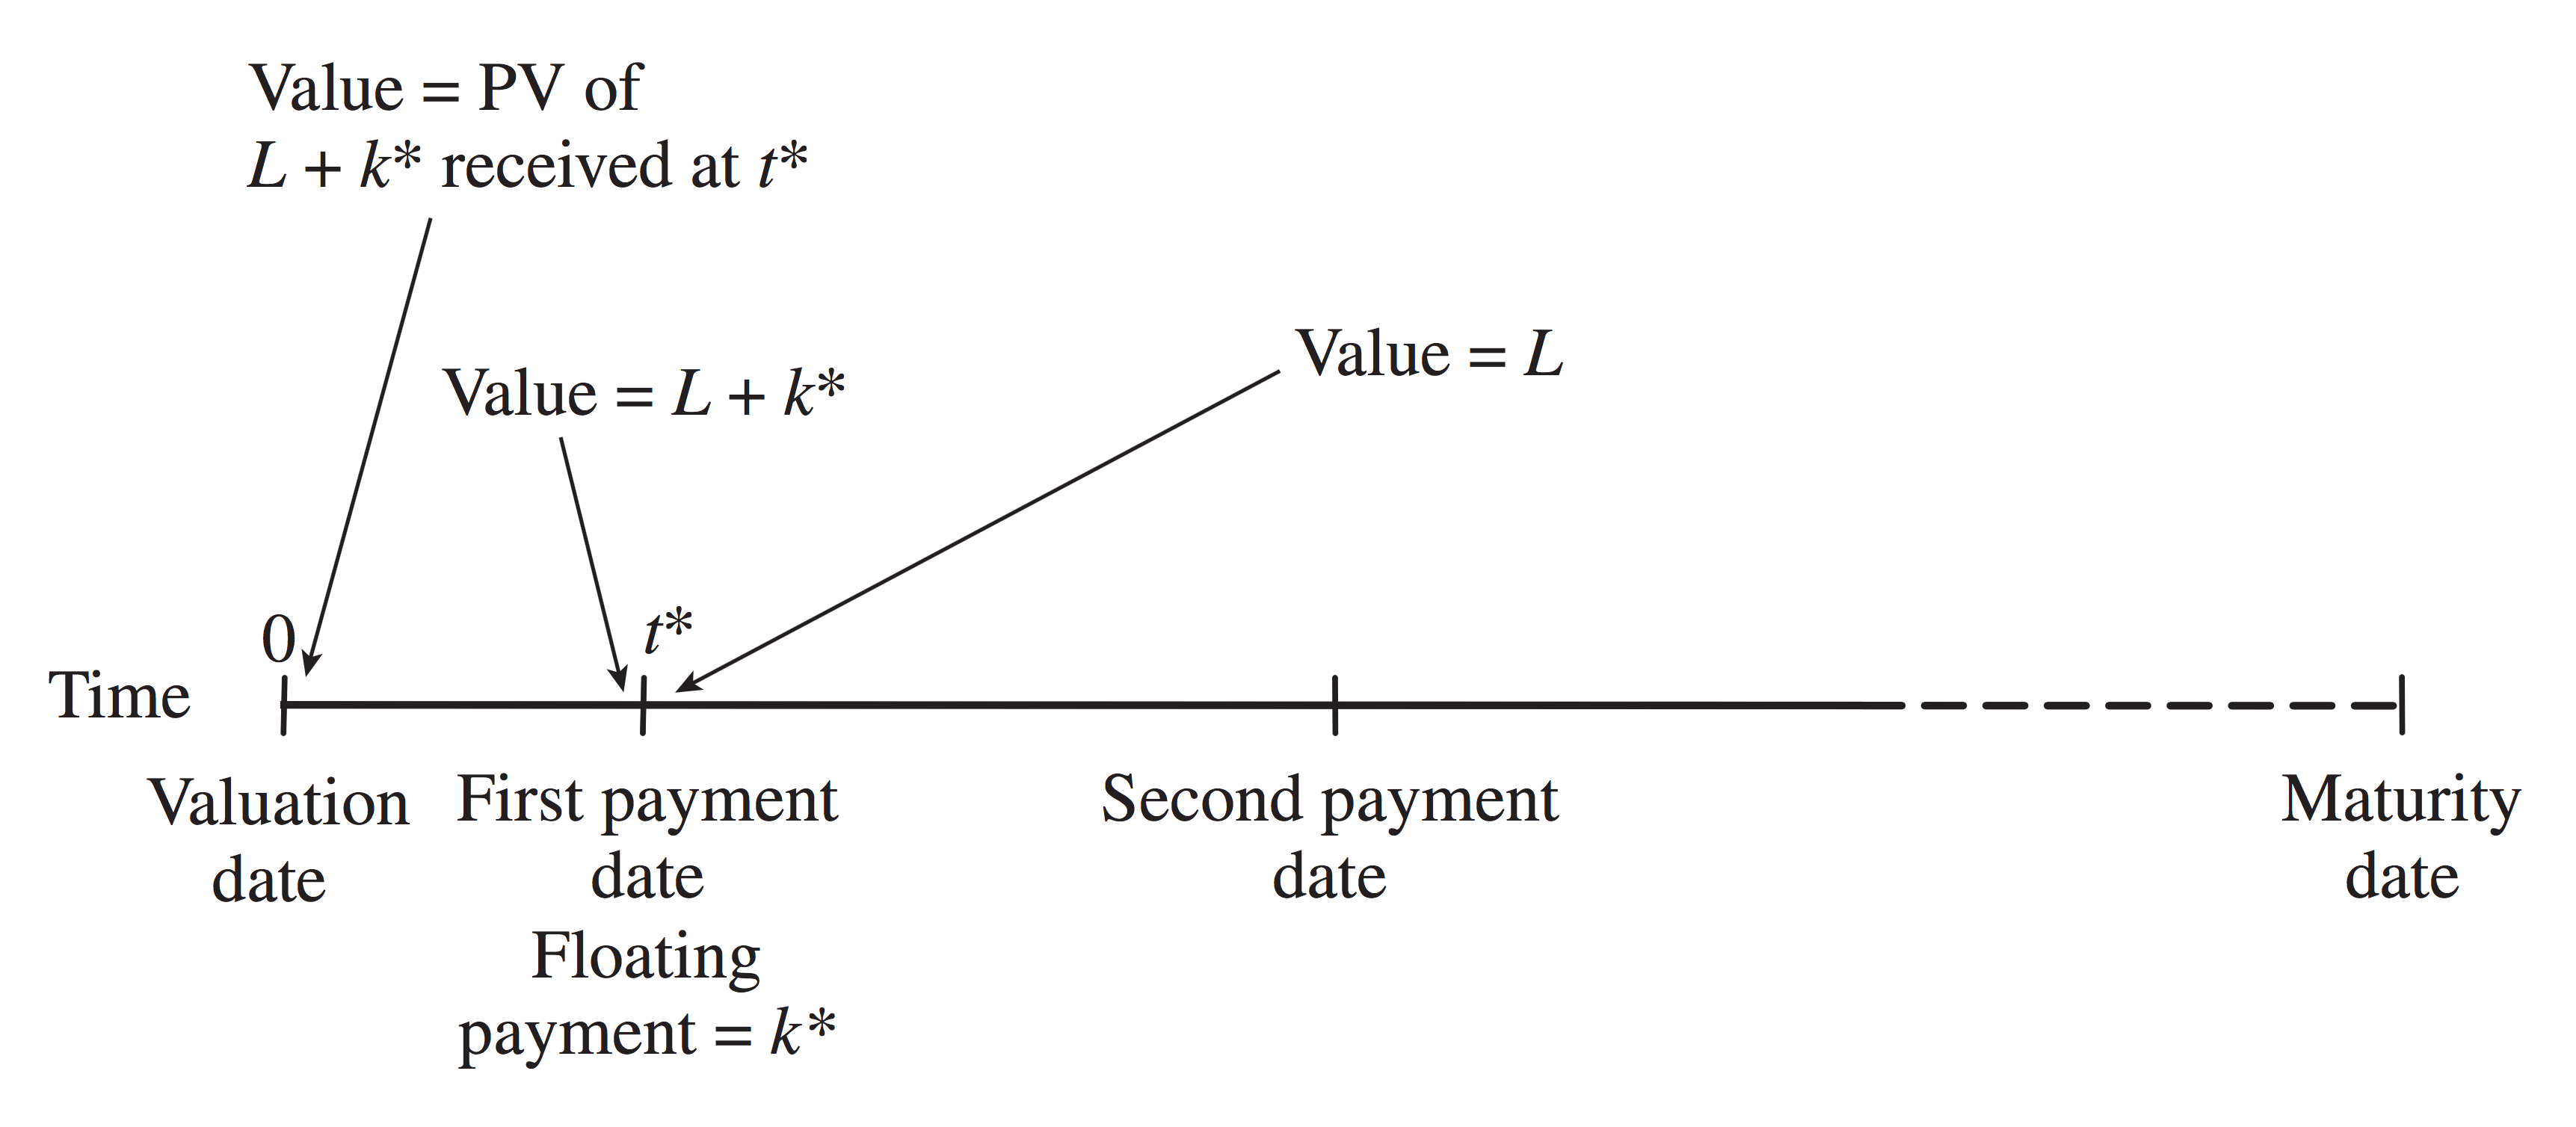 Value = PV of
L + k* received at t*
Value = L + k*
Value = L
0
t*
Time
Valuation
date
First payment
date
Floating
payment = k*
Second payment
date
Maturity
date